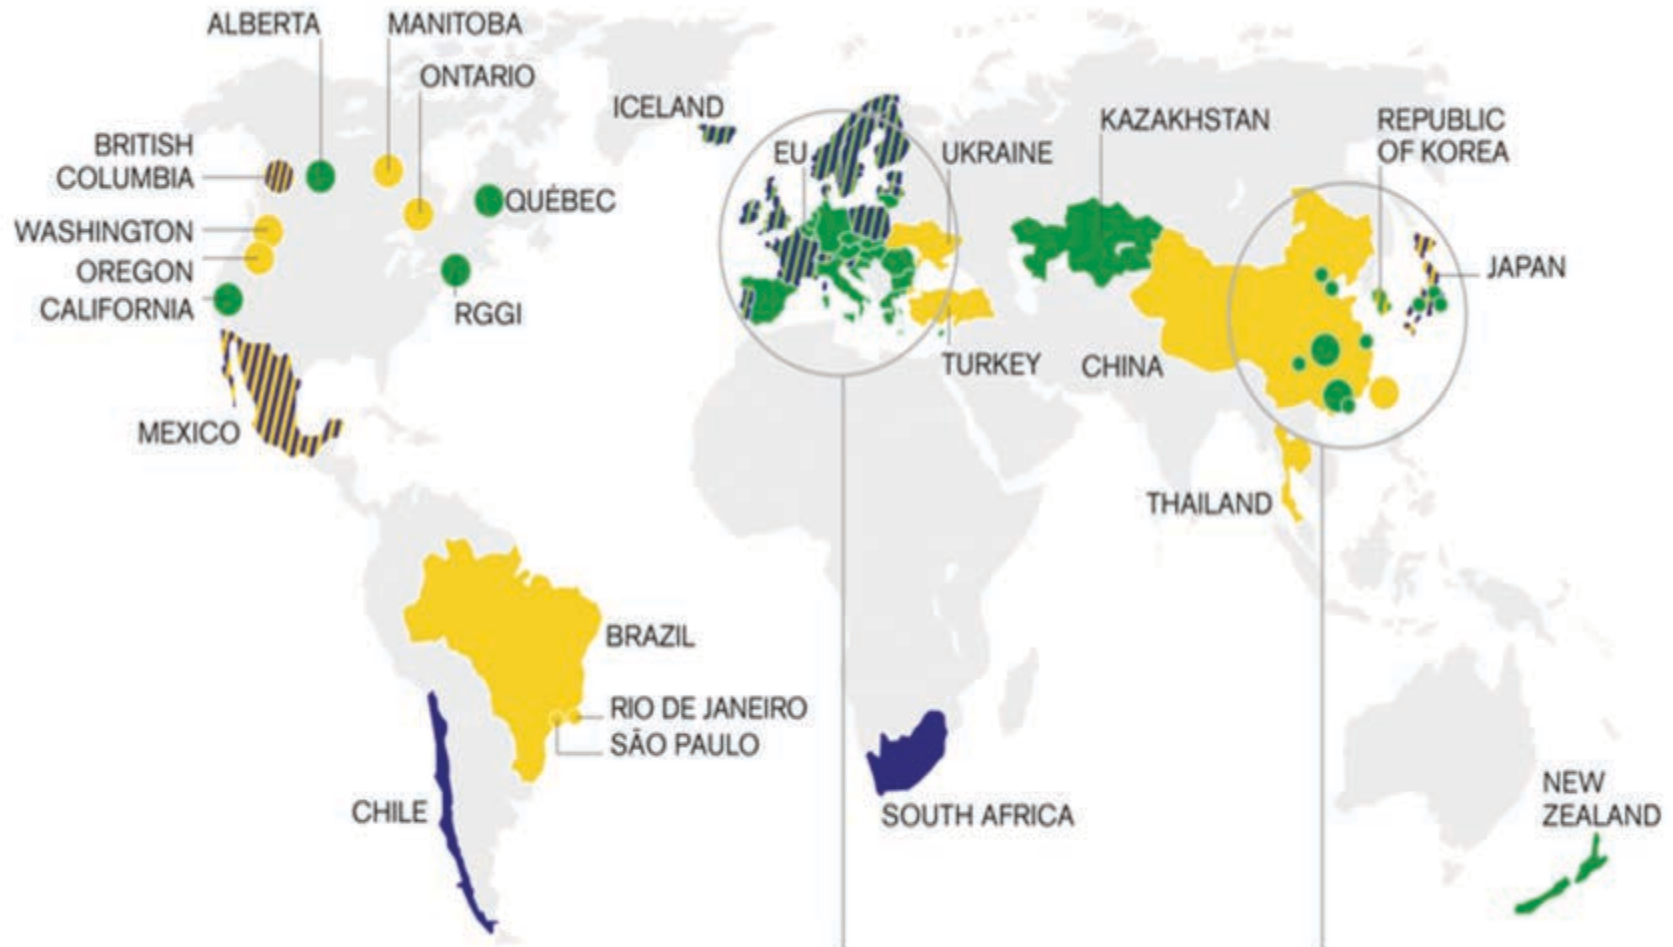 ALBERTA
MANITOBA
ONTARIO
ICELAND
KAZAKHSTAN
REPUBLIC
OF KOREA
BRITISH
COLUMBIA
EU
UKRAINE
QUÉBEC
WASHINGTON
OREGON
JAPAN
CALIFORNIA
RGGI
TURKEY
CHINA
MEXICO
THAILAND
BRAZIL
RIO DE JANEIRO
SÃO PAULO
CHILE
SOUTH AFRICA
NEW
ZEALAND